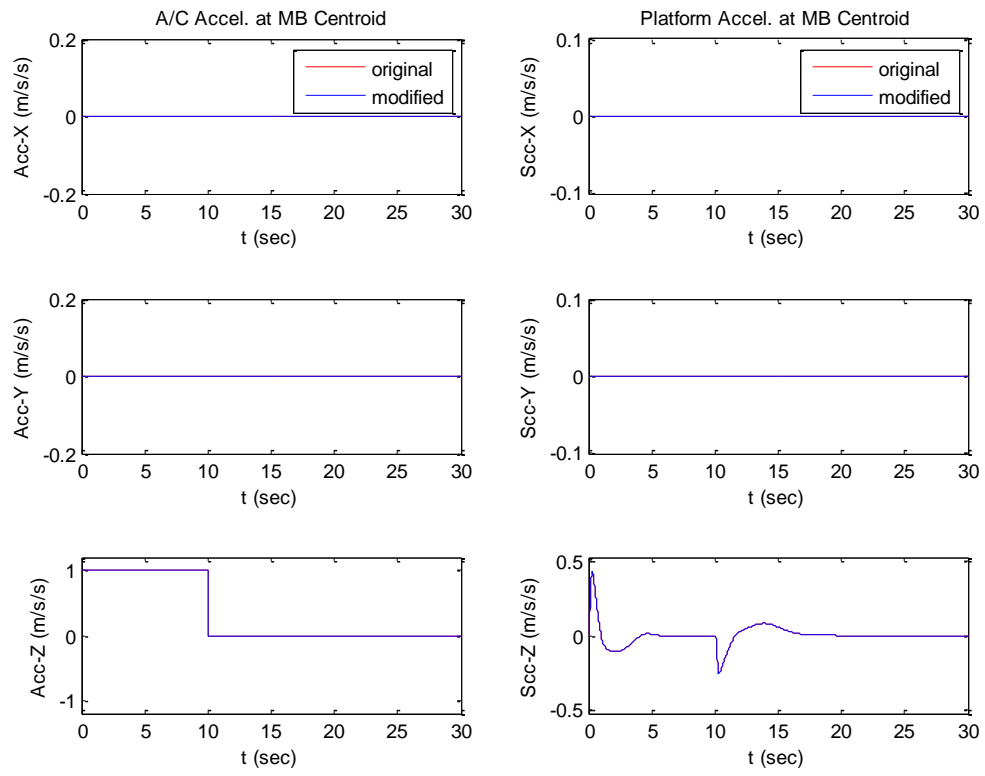 A/C Accel. at MB Centroid
Platform Accel. at MB Centroid
0.2
0
-0.2
Acc-X (m/s/s)
original
modified
0 5 10 15 20 25 30
t (sec)
0.1
0
-0.1
Scc-X (m/s/s)
original
modified
0 5 10 15 20 25 30
t (sec)
0.2
0
-0.2
Acc-Y (m/s/s)
0 5 10 15 20 25 30
t (sec)
0.1
0
-0.1
Scc-Y (m/s/s)
0 5 10 15 20 25 30
t (sec)
1
0
-1
Acc-Z (m/s/s)
0 5 10 15 20 25 30
t (sec)
0.5
0
-0.5
Scc-Z (m/s/s)
0 5 10 15 20 25 30
t (sec)